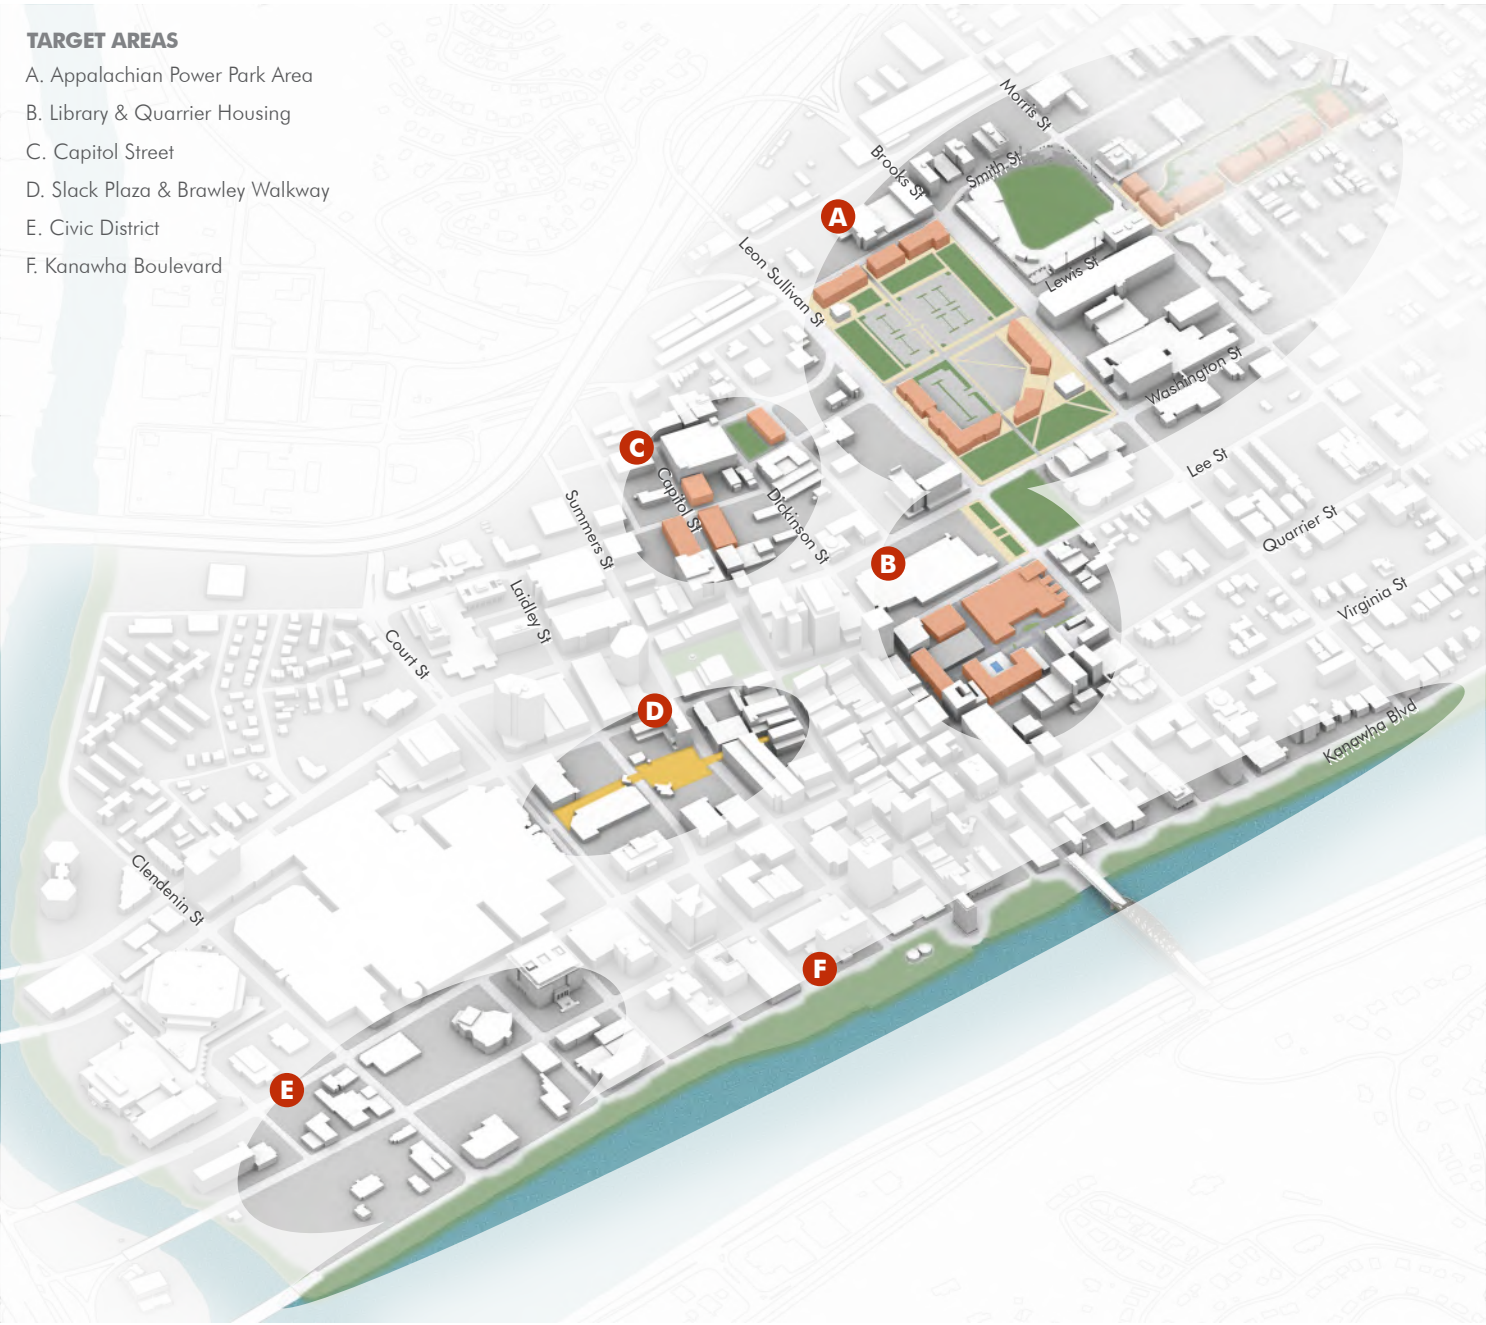 TARGET AREAS
A. Appalachian Power Park Area
B. Library & Quarrier Housing
C. Capitol Street
D. Slack Plaza & Brawley Walkway
E. Civic District
F. Kanawha Boulevard
Morris St
Brooks St
Smith St
A
Leon Sullivan St
Lewis St
Washington St
C
Capitol St
Lee St
Summers St
Dickinson St
Quarrier St
B
Laidley St
Virginia St
Court St
D
Kanawha Blvd
Clendenin St
F
E